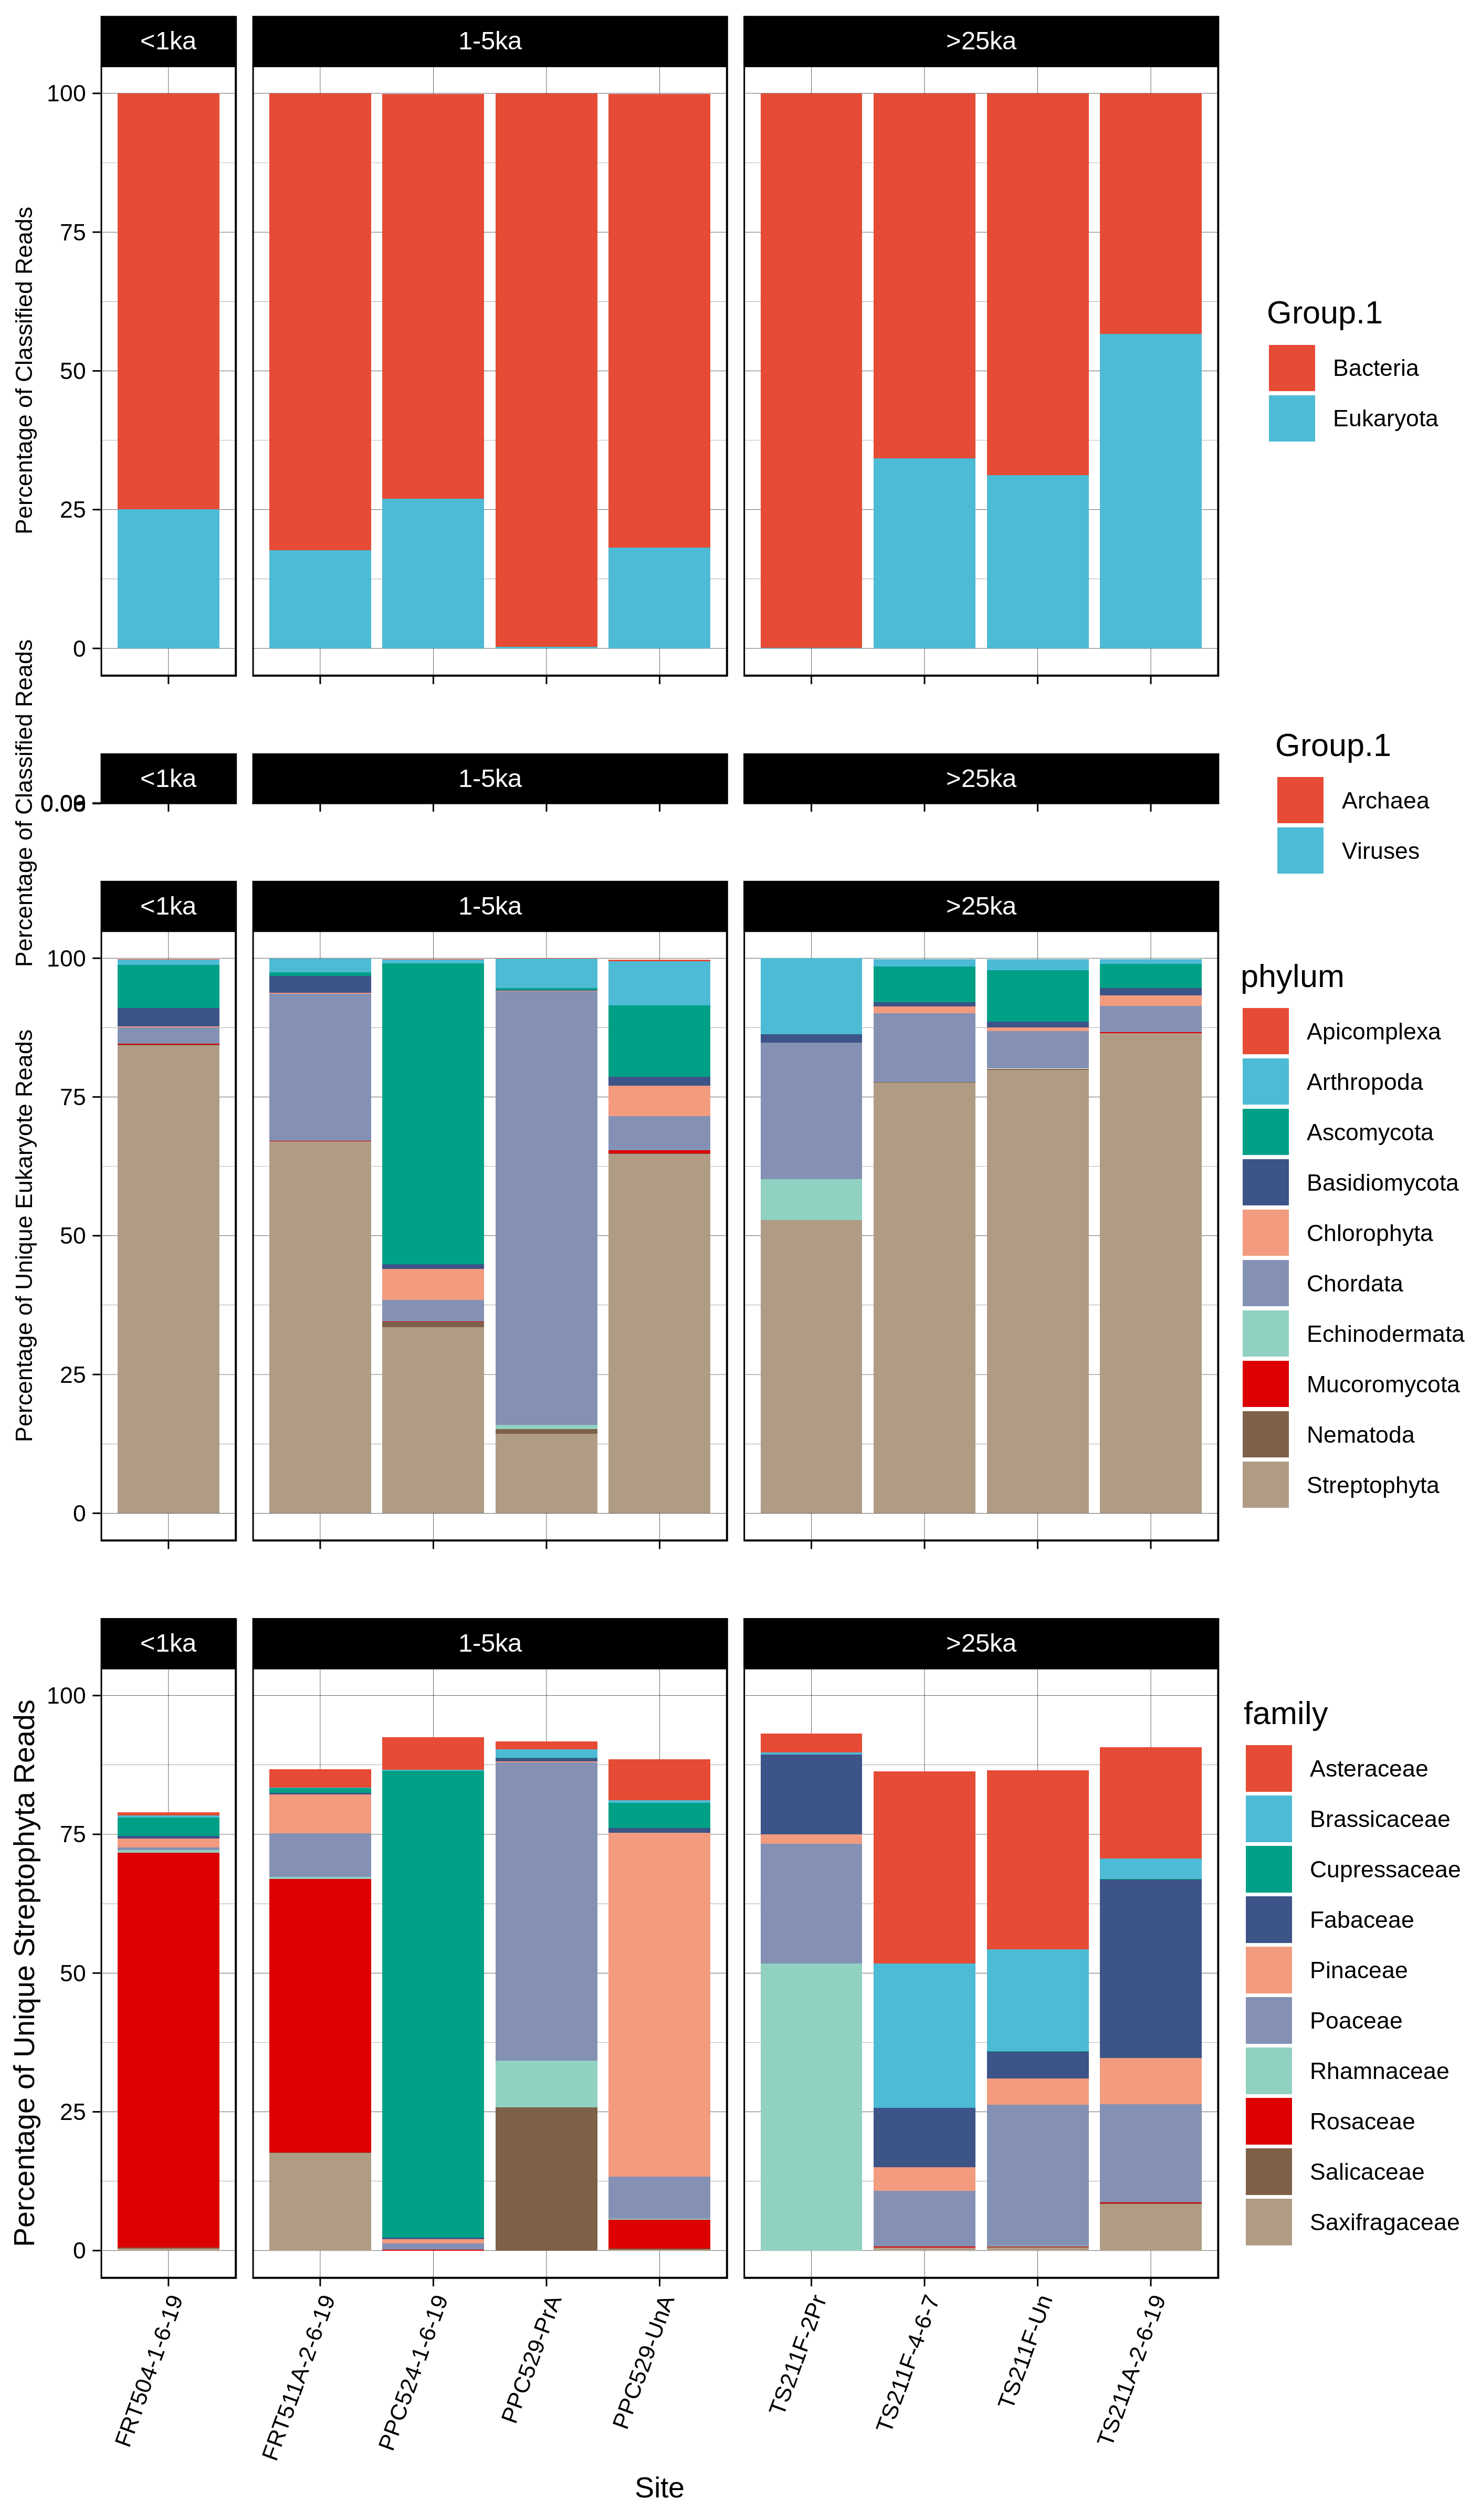 <1ka 1-5ka >25ka
Percentage of Classified Reads
100
75
50
25
0
Group.1
Bacteria
Eukaryota
<1ka 1-5ka >25ka
Percentage of Classified Reads
Group.1
Archaea
Viruses
<1ka 1-5ka >25ka
Percentage of Unique Eukaryote Reads
100
75
50
25
0
phylum
Apicomplexa
Arthropoda
Ascomycota
Basidiomycota
Chlorophyta
Chordata
Echinodermata
Mucoromycota
Nematoda
Streptophyta
<1ka 1-5ka >25ka
Percentage of Unique Streptophyta Reads
100
75
50
25
0
family
Asteraceae
Brassicaceae
Cupressaceae
Fabaceae
Pinaceae
Poaceae
Rhamnaceae
Rosaceae
Salicaceae
Saxifragaceae
FRT504-1-6-19
FRT511A-2-6-19
PPC524-1-6-19
PPC529-PrA
PPC529-UnA
TS211F-2Pr
TS211F-4-6-7
TS211F-Un
TS211A-2-6-19
Site